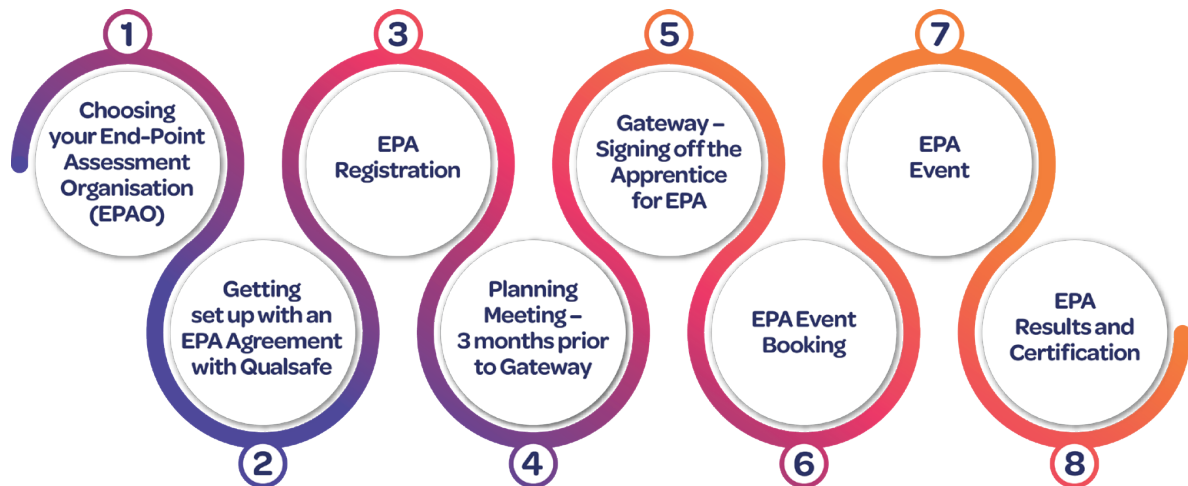 1
Choosing
your End-Point
Assessment
Organisation
(EPAO)
2
Getting
set up with an
EPA Agreement
with Qualsafe
3
EPA
Registration
4
Planning
Meeting –
3 months prior
to Gateway
5
Gateway –
Signing off the
Apprentice
for EPA
6
EPA Event
Booking
7
EPA
Event
8
EPA
Results and
Certification